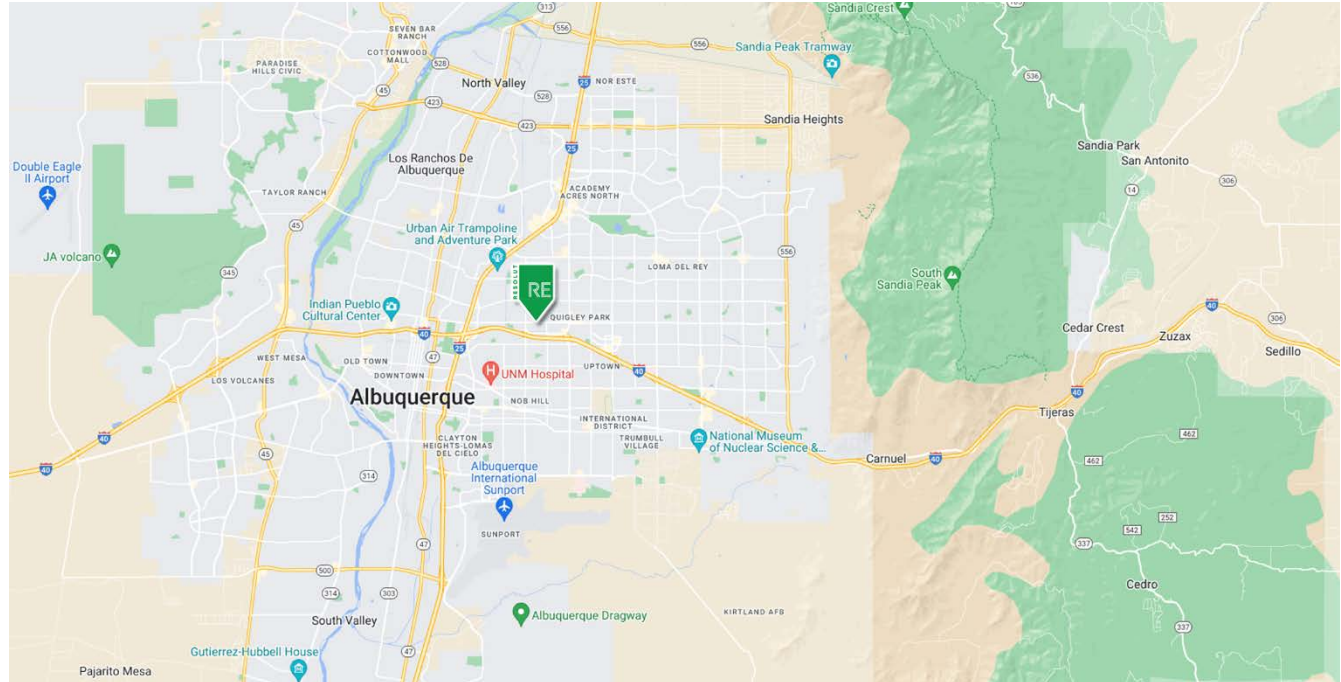 313
Sandia Crest
165
SEVEN BAR
RANCH
COTTONWOOD
MALL
556
556
Sandia Peak Tramway
PARADISE
HILLS CIVIC
528
North Valley
25
NOR ESTE
536
45
528
423
423
Sandia Heights
25
Los Ranchos De
Albuquerque
Sandia Park
San Antonito
Double Eagle
II Airport
TAYLOR RANCH
ACADEMY
ACRES NORTH
306
14
45
Urban Air Trampoline
and Adventure Park
556
JA volcano
345
LOMA DEL REY
South
Sandia Peak
RESOLUT
RE
Indian Pueblo
Cultural Center
QUIGLEY PARK
40
306
Cedar Crest
Zuzax
40
25
47
Sedillo
WEST MESA
OLD TOWN
DOWNTOWN
UPTOWN
40
LOS VOLCANES
UNM Hospital
40
Albuquerque
NOB HILL
Tijeras
INTERNATIONAL
DISTRICT
40
CLAYTON
HEIGHTS-LOMAS
DEL CIELO
TRUMBULL
VILLAGE
National Museum
of Nuclear Science &...
462
45
Carnuel
40
462
40
314
Albuquerque
International
Sunport
252
SUNPORT
542
47
337
500
314
303
Cedro
South Valley
Albuquerque Dragway
KIRTLAND AFB
337
47
Gutierrez-Hubbell House
Pajarito Mesa